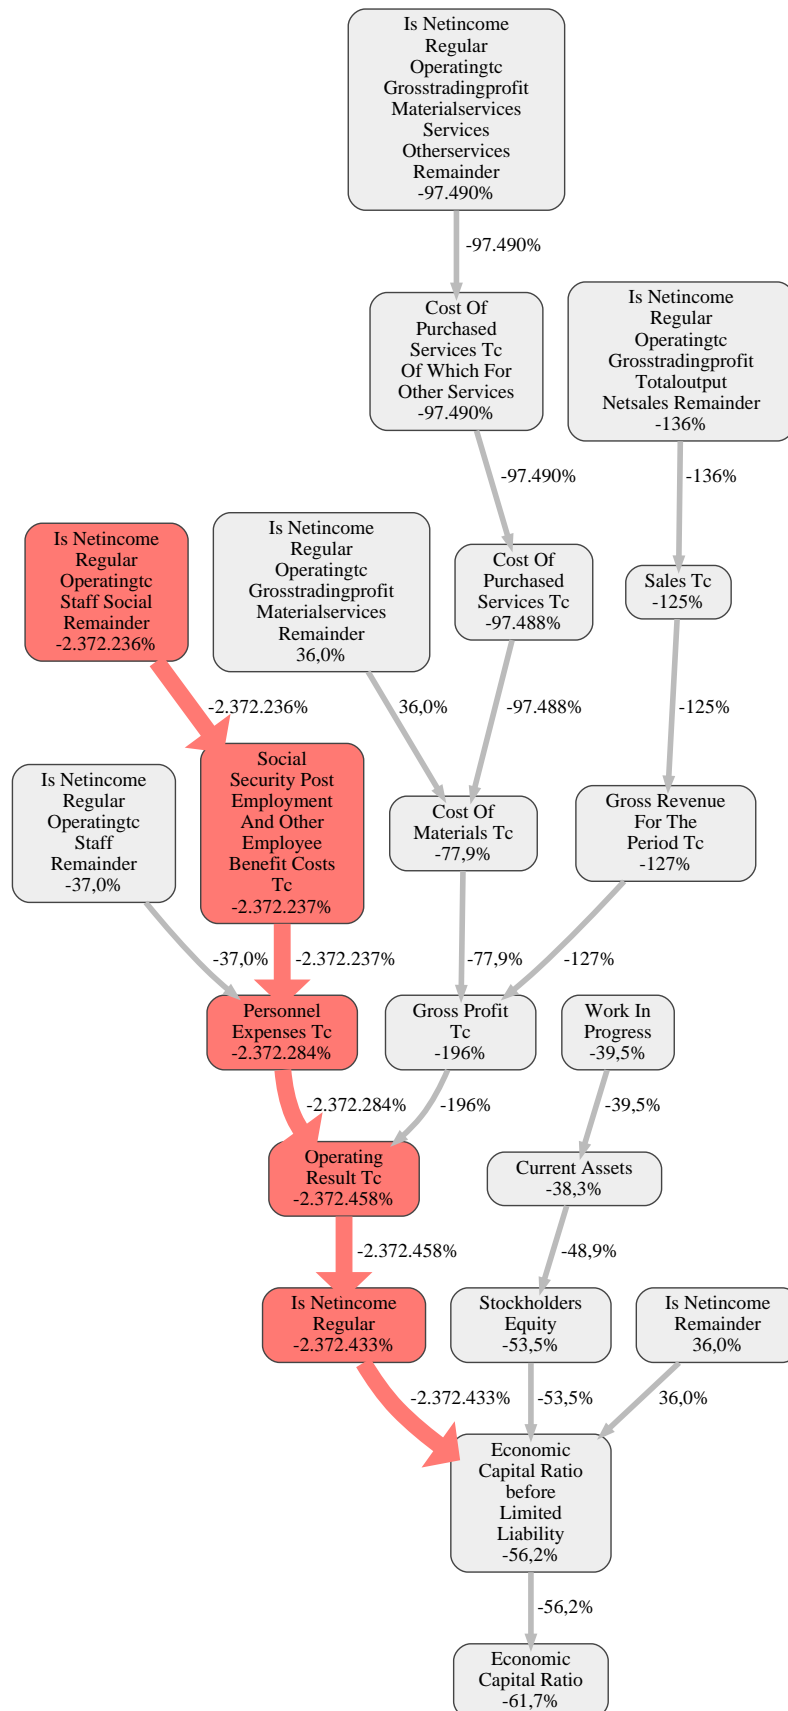 Is Netincome
Regular
Operatingtc
Grosstradingprofit
Materialservices
Services
Otherservices
Remainder
-97.490%
-97.490%
Cost Of
Purchased
Services Tc
Of Which For
Other Services
-97.490%
Is Netincome
Regular
Operatingtc
Grosstradingprofit
Totaloutput
Netsales Remainder
-136%
-97.490%
-136%
Is Netincome
Regular
Operatingtc
Staff Social
Remainder
-2.372.236%
Is Netincome
Regular
Operatingtc
Grosstradingprofit
Materialservices
Remainder
36,0%
Cost Of
Purchased
Services Tc
-97.488%
Sales Tc
-125%
-2.372.236%
36,0%
-97.488%
-125%
Is Netincome
Regular
Operatingtc
Staff
Remainder
-37,0%
Social
Security Post
Employment
And Other
Employee
Benefit Costs
Tc
-2.372.237%
Cost Of
Materials Tc
-77,9%
Gross Revenue
For The
Period Tc
-127%
-37,0%
-2.372.237%
-77,9%
-127%
Personnel
Expenses Tc
-2.372.284%
Gross Profit
Tc
-196%
Work In
Progress
-39,5%
-2.372.284%
-196%
-39,5%
Operating
Result Tc
-2.372.458%
Current Assets
-38,3%
-2.372.458%
-48,9%
Is Netincome
Regular
-2.372.433%
Stockholders
Equity
-53,5%
Is Netincome
Remainder
36,0%
-2.372.433%
-53,5%
36,0%
Economic
Capital Ratio
before
Limited
Liability
-56,2%
-56,2%
Economic
Capital Ratio
-61,7%